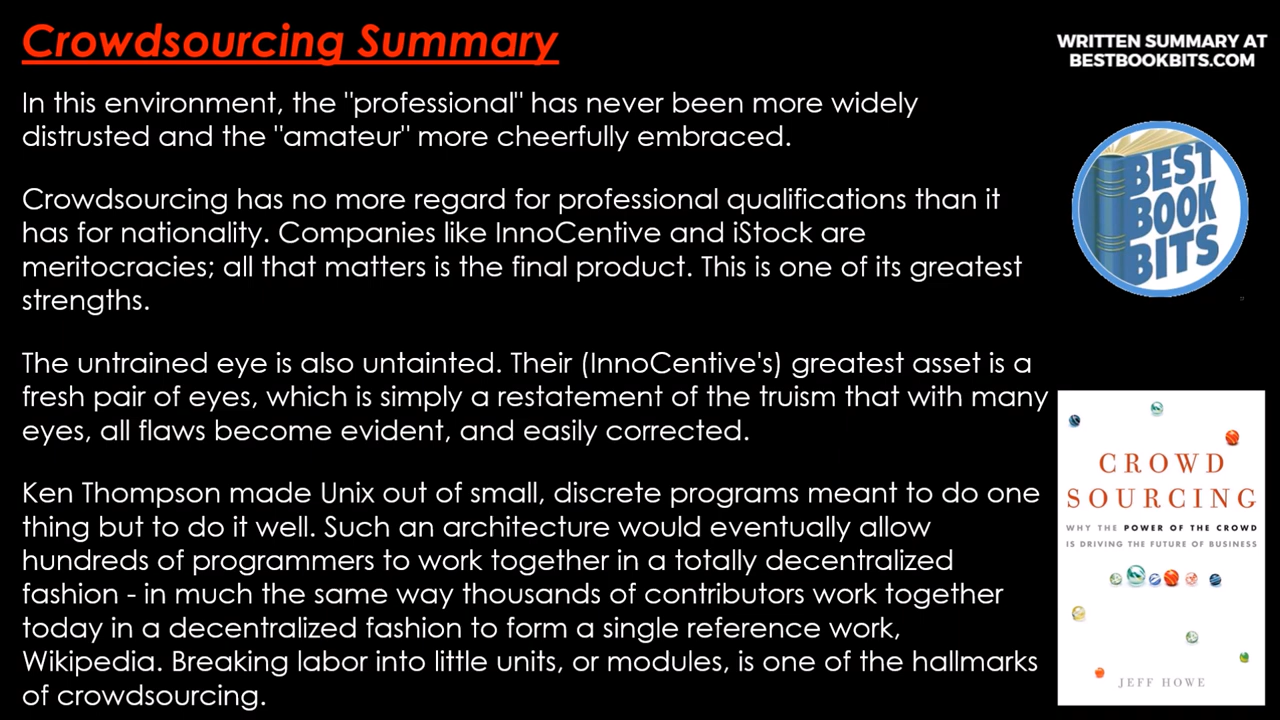 Crowdsourcing Summary
WRITTEN SUMMARY AT
BESTBOOKBITS.COM
In this environment, the "professional" has never been more widely
distrusted and the "amateur" more cheerfully embraced.
Crowdsourcing has no more regard for professional qualifications than it
has for nationality. Companies like InnoCentive and iStock are
meritocracies; all that matters is the final product. This is one of its greatest
strengths.
The untrained eye is also untainted. Their (InnoCentive's) greatest asset is a
fresh pair of eyes, which is simply a restatement of the truism that with many
eyes, all flaws become evident, and easily corrected.
Ken Thompson made Unix out of small, discrete programs meant to do one
thing but to do it well. Such an architecture would eventually allow
hundreds of programmers to work together in a totally decentralized
fashion - in much the same way thousands of contributors work together
today in a decentralized fashion to form a single reference work,
Wikipedia. Breaking labor into little units, or modules, is one of the hallmarks
of crowdsourcing.
BEST
BOOK
BITS
CROWD
SOURCING
WHY THE POWER OF THE CROWD
IS DRIVING THE FUTURE OF BUSINESS
JEFF HOWE